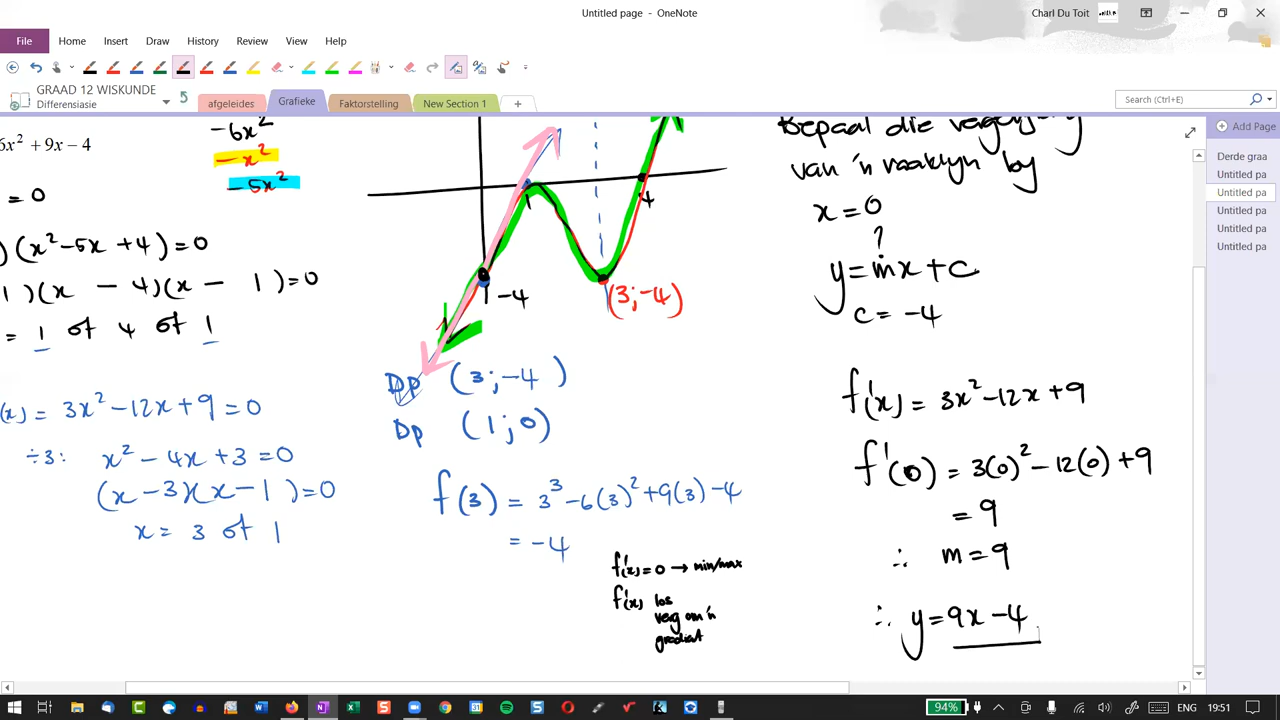 Untitled page - OneNote
Charl Du Toit
File Home Insert Draw History Review View Help
GRAAD 12 WISKUNDE
Differensiasie
afgeleides Grafieke Faktorstelling New Section 1 +
Search (Ctrl+E)
Add Page
Derde graa
Untitled pa
Untitled pa
Untitled pa
Untitled pa
Untitled pa
6x² + 9x - 4
= 0
)(x²-5x+4)=0
1)(x - 4)(x - 1)=0
= 1 of 4 of 1
(x) = 3x²-12x+9=0
÷3: x²-4x+3=0
(x-3)(x-1)=0
x= 3 of 1
-6x²
-x²
-5x²
1
4
-4
(3;-4)
Dp (3;-4)
Dp (1;0)
f(3) = 3³-6(3)²+9(3)-4
= -4
f'(x)=0 → min/max
f'(x) los
verg om 'n
gradient
Bepaal die vergelyking
van 'n raaklyn by
x=0
?
y=mx+c
c=-4
f'(x) = 3x²-12x+9
f'(0) = 3(0)²-12(0)+9
= 9
∴ m=9
∴ y=9x-4
94%
ENG 19:51